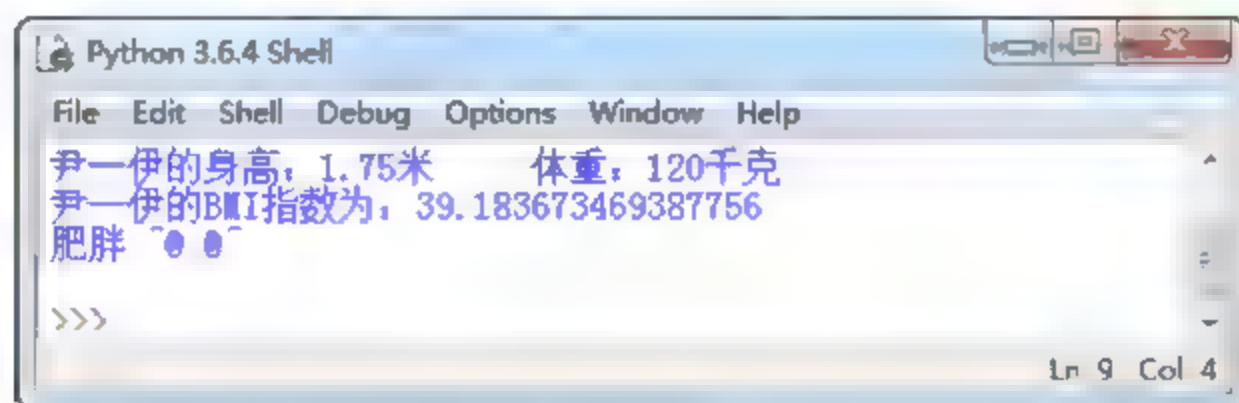 Python 3.6.4 Shell
File Edit Shell Debug Options Window Help
尹一伊的身高：1.75米 体重：120千克
尹一伊的BMI指数为：39.183673469387756
肥胖 ^@_@^
>>>
Ln 9 Col 4